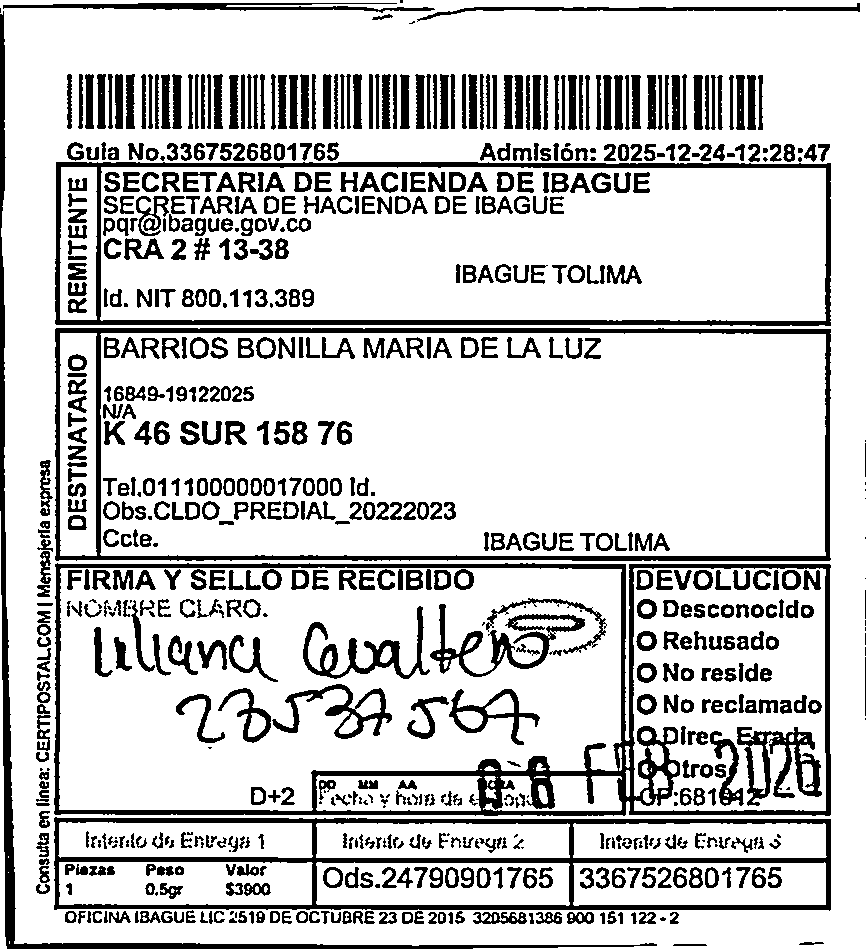 Guia No.3367526801765 Admisión: 2025-12-24-12:28:47
REMITENTE
SECRETARIA DE HACIENDA DE IBAGUE
SECRETARIA DE HACIENDA DE IBAGUE
pqr@ibague.gov.co
CRA 2 # 13-38
IBAGUE TOLIMA
Id. NIT 800.113.389
DESTINATARIO
BARRIOS BONILLA MARIA DE LA LUZ
16849-19122025
N/A
K 46 SUR 158 76
Tel.011100000017000 Id.
Obs.CLDO_PREDIAL_20222023
Ccte. IBAGUE TOLIMA
Consulta en línea: CERTIPOSTAL.COM | Mensajería expresa
FIRMA Y SELLO DE RECIBIDO
NOMBRE CLARO.
Liliana
DEVOLUCION
Desconocido
Rehusado
No reside
No reclamado
Direc. Errada
Otros
FEB 2026
D+2
DD MM AA HORA
Fecha y hora de
Intento de Entrega 1 Intento de Entrega 2 Intento de Entrega 3
Piezas Peso Valor
1 0.5gr $3900
Ods.24790901765 3367526801765
OFICINA IBAGUE LIC 2519 DE OCTUBRE 23 DE 2015 3205681386 900 151 122 - 2